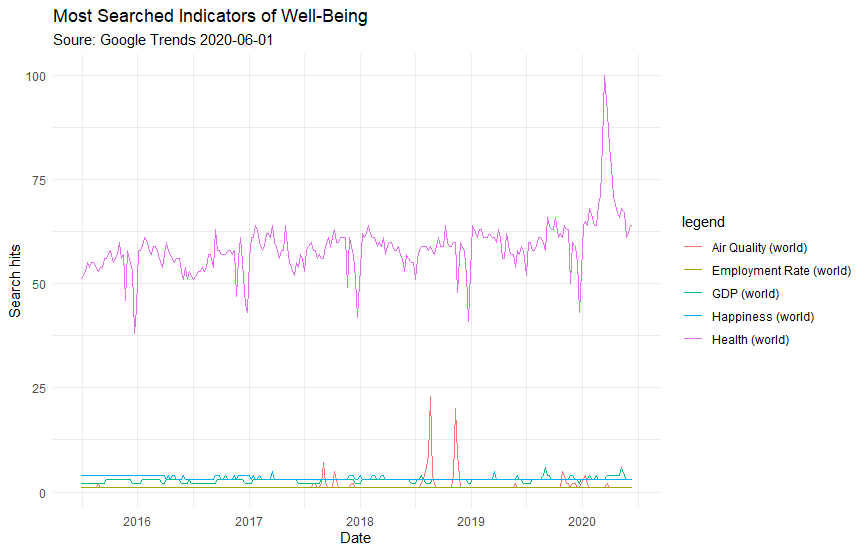 Most Searched Indicators of Well-Being
Soure: Google Trends 2020-06-01
100
75
50
25
0
Search hits
2016
2017
2018
2019
2020
Date
legend
Air Quality (world)
Employment Rate (world)
GDP (world)
Happiness (world)
Health (world)